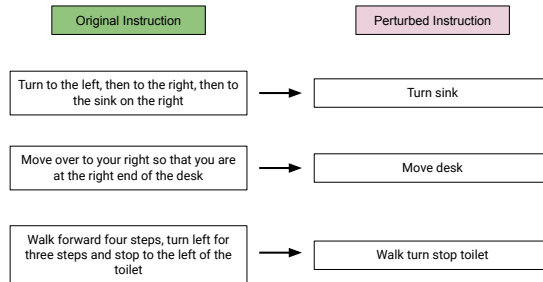 Original Instruction
Perturbed Instruction
Turn to the left, then to the right, then to
the sink on the right
Turn sink
Move over to your right so that you are
at the right end of the desk
Move desk
Walk forward four steps, turn left for
three steps and stop to the left of the
toilet
Walk turn stop toilet